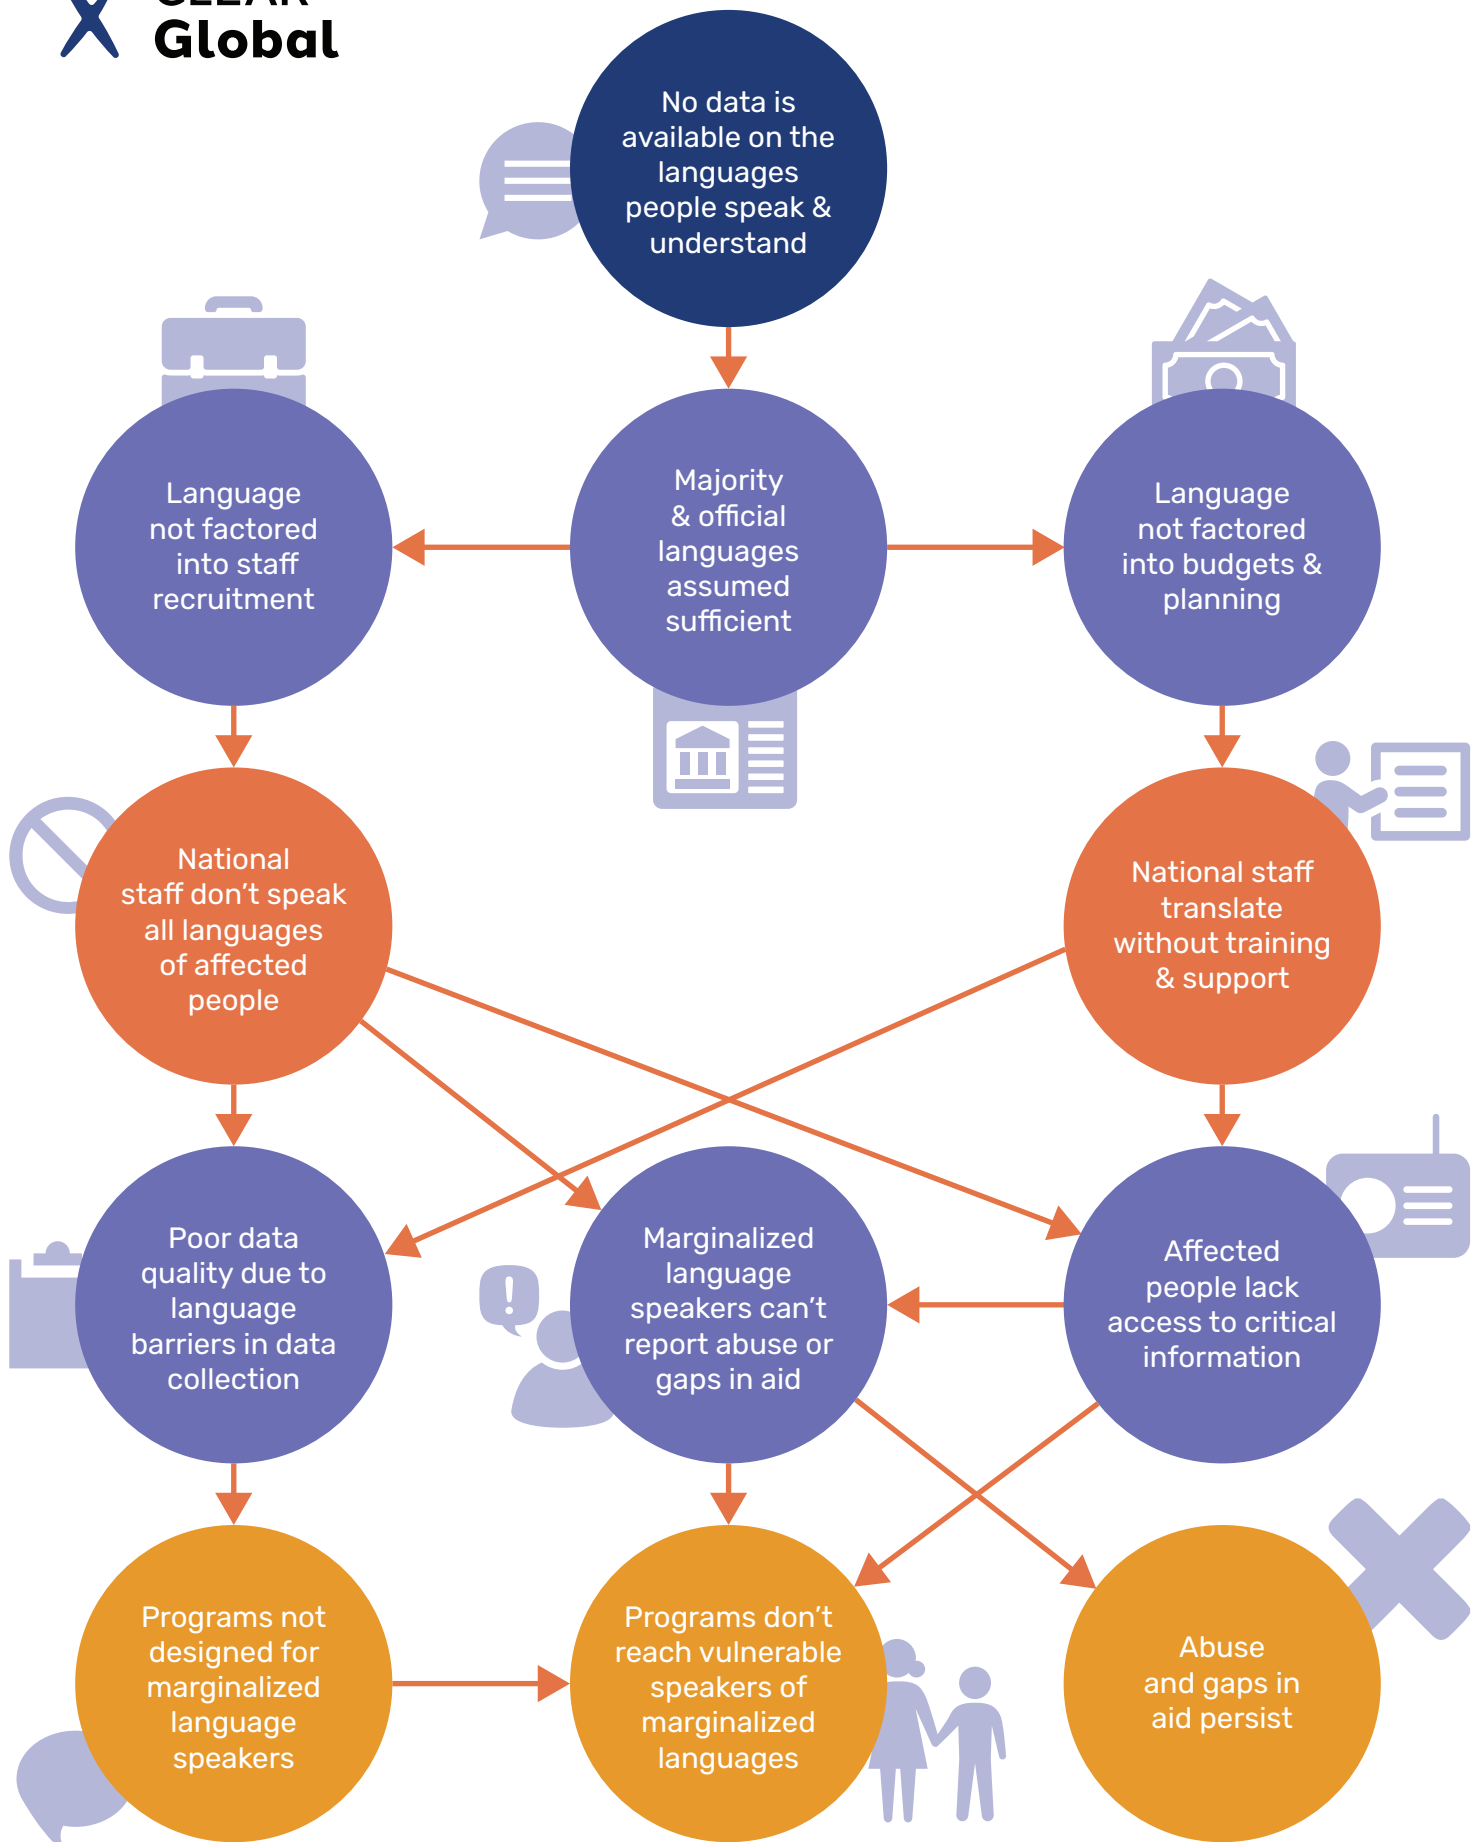 CLEAR
Global
No data is
available on the
languages
people speak &
understand
Language
not factored
into staff
recruitment
Majority
& official
languages
assumed
sufficient
Language
not factored
into budgets &
planning
National
staff don't speak
all languages
of affected
people
National staff
translate
without training
& support
Poor data
quality due to
language
barriers in data
collection
!
Marginalized
language
speakers can't
report abuse or
gaps in aid
Affected
people lack
access to critical
information
Programs not
designed for
marginalized
language
speakers
Programs don't
reach vulnerable
speakers of
marginalized
languages
Abuse
and gaps in
aid persist